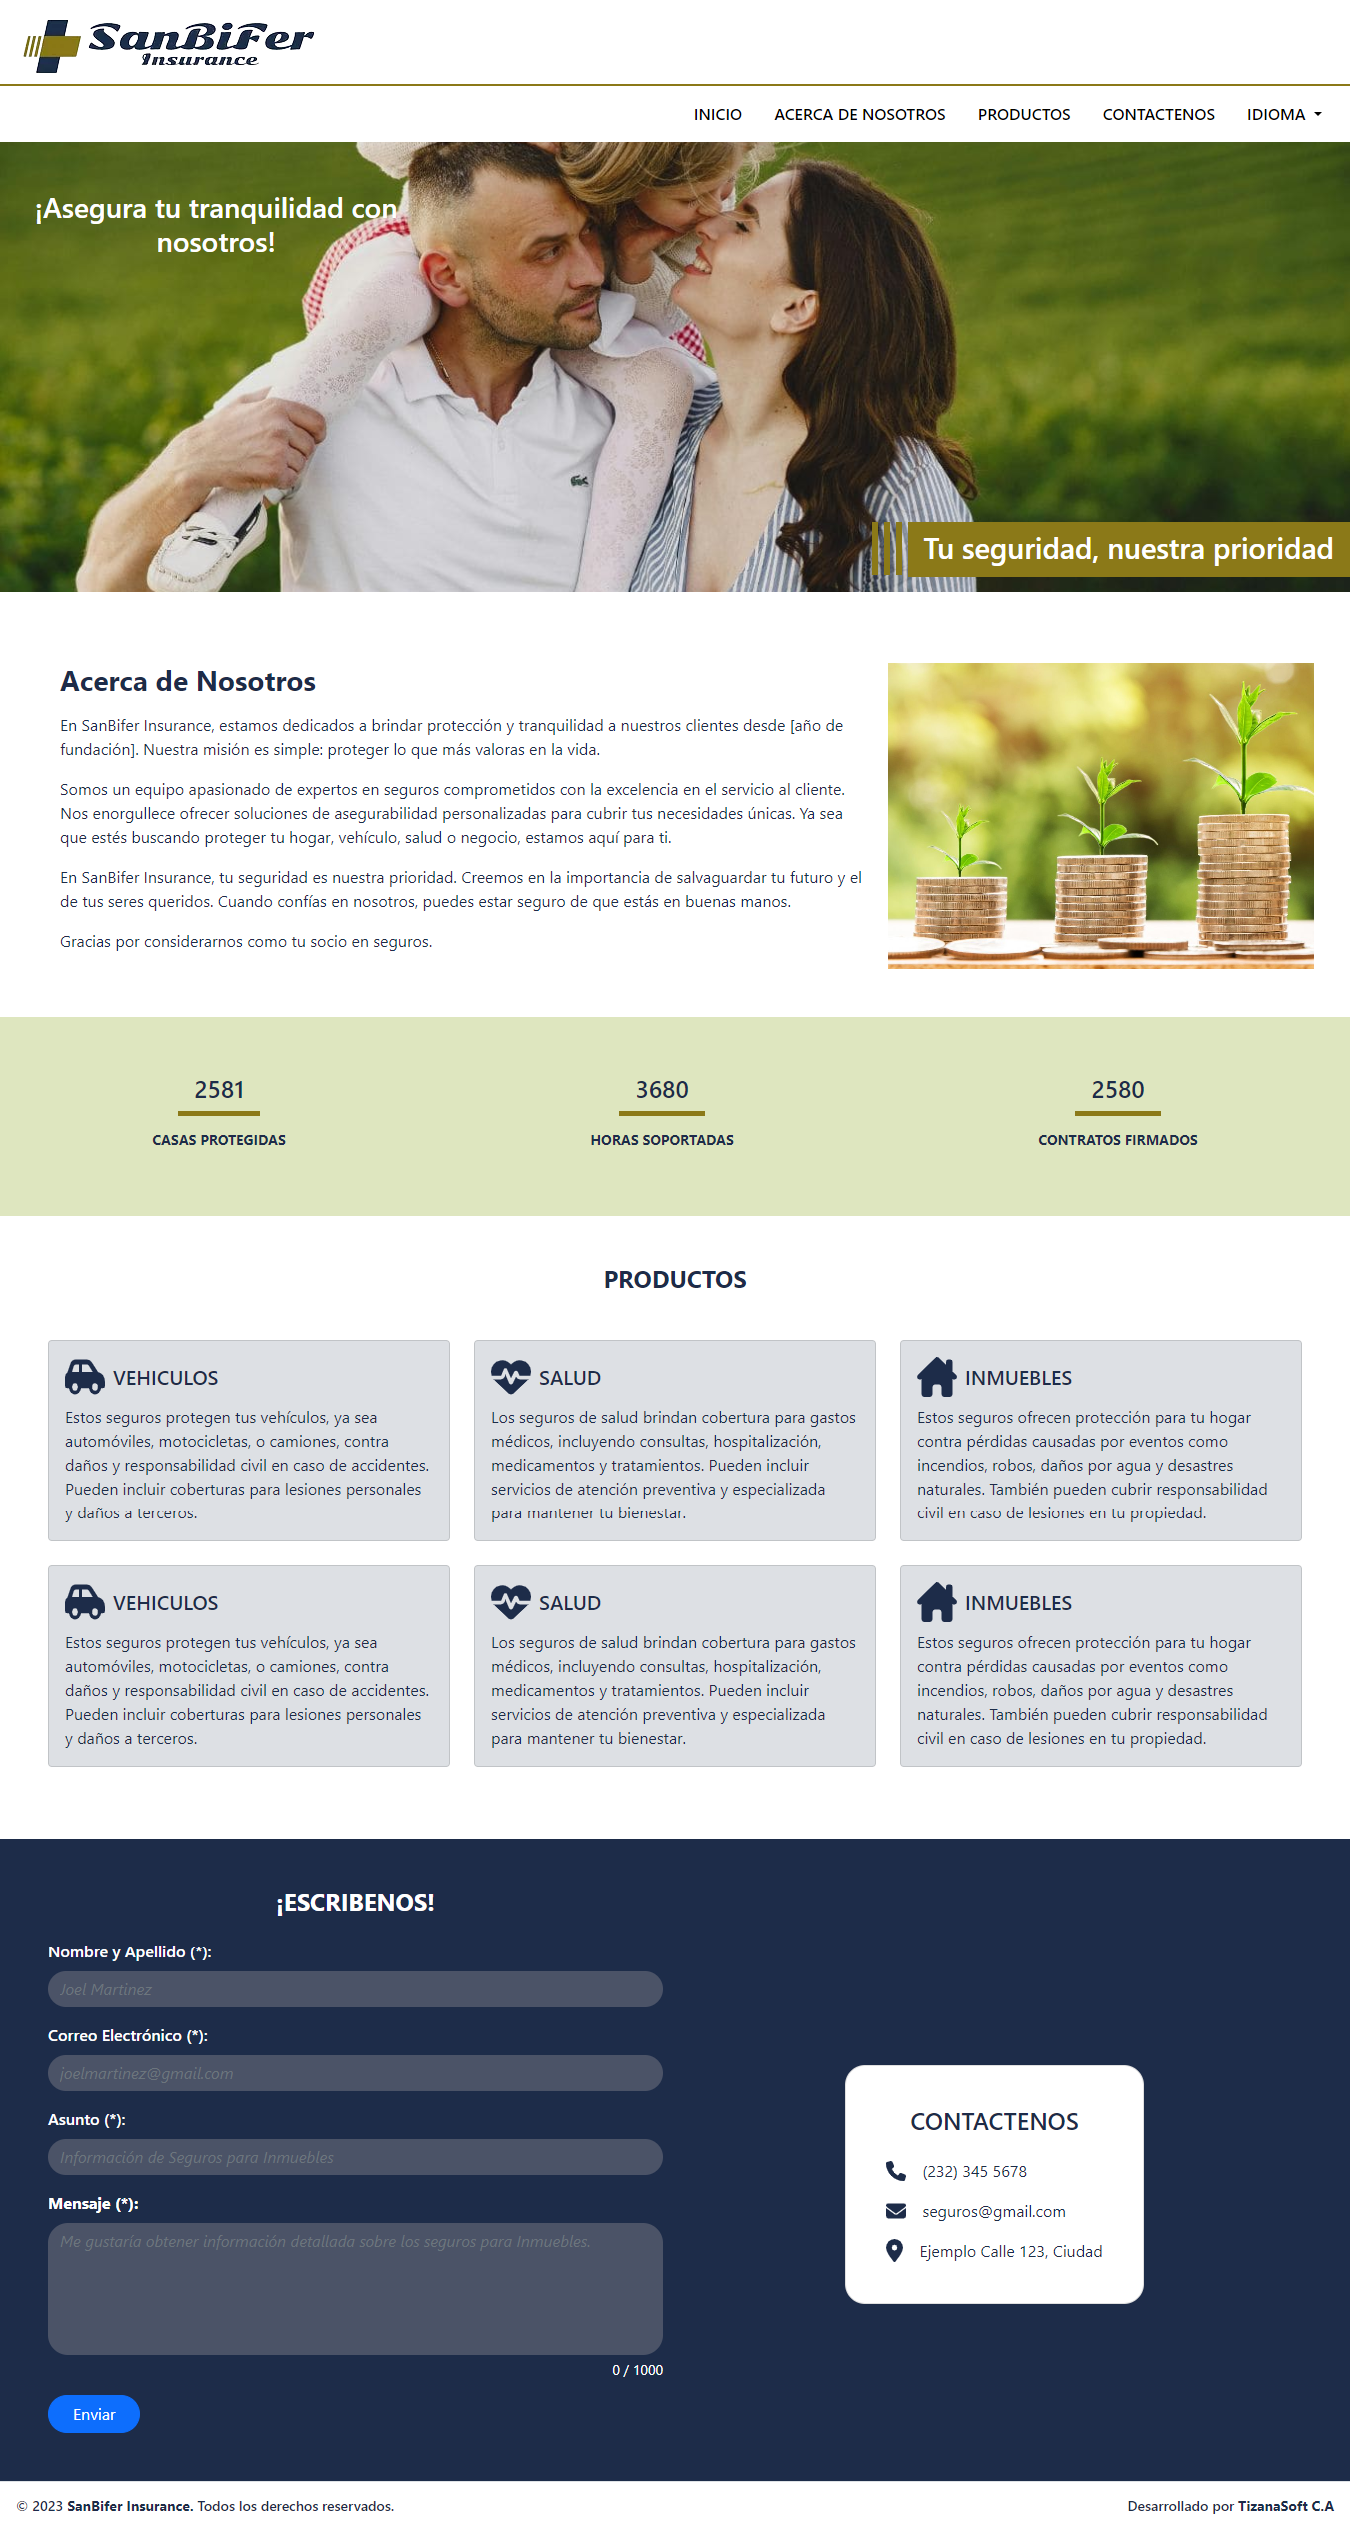 SanBiFer
Insurance
INICIO ACERCA DE NOSOTROS PRODUCTOS CONTACTENOS IDIOMA
¡Asegura tu tranquilidad con
nosotros!
Tu seguridad, nuestra prioridad
Acerca de Nosotros
En SanBifer Insurance, estamos dedicados a brindar protección y tranquilidad a nuestros clientes desde [año de
fundación]. Nuestra misión es simple: proteger lo que más valoras en la vida.
Somos un equipo apasionado de expertos en seguros comprometidos con la excelencia en el servicio al cliente.
Nos enorgullece ofrecer soluciones de asegurabilidad personalizadas para cubrir tus necesidades únicas. Ya sea
que estés buscando proteger tu hogar, vehículo, salud o negocio, estamos aquí para ti.
En SanBifer Insurance, tu seguridad es nuestra prioridad. Creemos en la importancia de salvaguardar tu futuro y el
de tus seres queridos. Cuando confías en nosotros, puedes estar seguro de que estás en buenas manos.
Gracias por considerarnos como tu socio en seguros.
2581
CASAS PROTEGIDAS
3680
HORAS SOPORTADAS
2580
CONTRATOS FIRMADOS
PRODUCTOS
VEHICULOS
Estos seguros protegen tus vehículos, ya sea
automóviles, motocicletas, o camiones, contra
daños y responsabilidad civil en caso de accidentes.
Pueden incluir coberturas para lesiones personales
y daños a terceros.
SALUD
Los seguros de salud brindan cobertura para gastos
médicos, incluyendo consultas, hospitalización,
medicamentos y tratamientos. Pueden incluir
servicios de atención preventiva y especializada
para mantener tu bienestar.
INMUEBLES
Estos seguros ofrecen protección para tu hogar
contra pérdidas causadas por eventos como
incendios, robos, daños por agua y desastres
naturales. También pueden cubrir responsabilidad
civil en caso de lesiones en tu propiedad.
VEHICULOS
Estos seguros protegen tus vehículos, ya sea
automóviles, motocicletas, o camiones, contra
daños y responsabilidad civil en caso de accidentes.
Pueden incluir coberturas para lesiones personales
y daños a terceros.
SALUD
Los seguros de salud brindan cobertura para gastos
médicos, incluyendo consultas, hospitalización,
medicamentos y tratamientos. Pueden incluir
servicios de atención preventiva y especializada
para mantener tu bienestar.
INMUEBLES
Estos seguros ofrecen protección para tu hogar
contra pérdidas causadas por eventos como
incendios, robos, daños por agua y desastres
naturales. También pueden cubrir responsabilidad
civil en caso de lesiones en tu propiedad.
¡ESCRIBENOS!
Nombre y Apellido (*):
Joel Martinez
Correo Electrónico (*):
joelmartinez@gmail.com
Asunto (*):
Información de Seguros para Inmuebles
Mensaje (*):
Me gustaría obtener información detallada sobre los seguros para Inmuebles.
0 / 1000
Enviar
CONTACTENOS
(232) 345 5678
seguros@gmail.com
Ejemplo Calle 123, Ciudad
© 2023 SanBifer Insurance. Todos los derechos reservados.
Desarrollado por TizanaSoft C.A